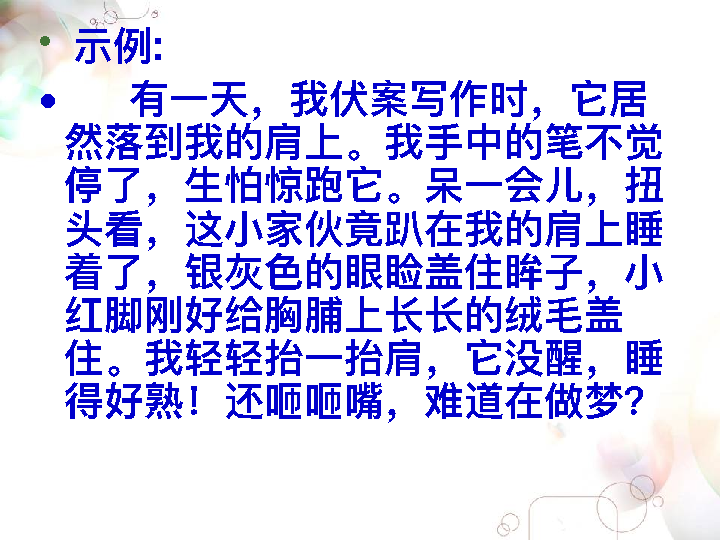 • 示例:
• 有一天，我伏案写作时，它居
然落到我的肩上。我手中的笔不觉
停了，生怕惊跑它。呆一会儿，扭
头看，这小家伙竟趴在我的肩上睡
着了，银灰色的眼睑盖住眸子，小
红脚刚好给胸脯上长长的绒毛盖
住。我轻轻抬一抬肩，它没醒，睡
得好熟！还咂咂嘴，难道在做梦?